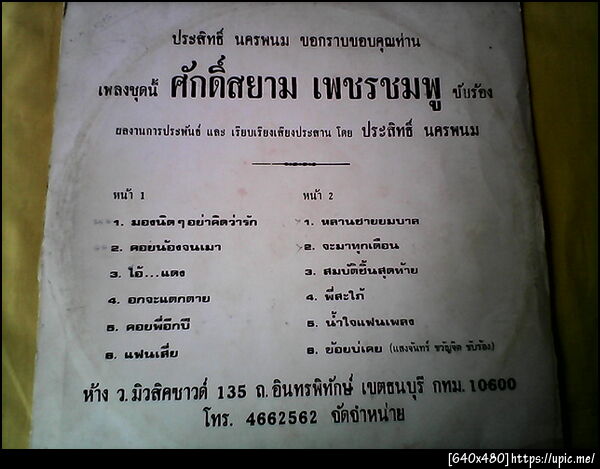 ประสิทธิ์ นครพนม ขอกราบขอบคุณท่าน
เพลงชุดนี้ ศักดิ์สยาม เพชรชมพู ขับร้อง
ผลงานการประพันธ์ และ เรียบเรียงเสียงประสาน โดย ประสิทธิ์ นครพนม
หน้า 1
1. มองนิดๆอย่าคิดว่ารัก
2. คอยน้องจนเมา
3. โอ้...แดง
4. อกจะแตกตาย
5. คอยพี่อีกปี
6. แฟนเสี่ย
หน้า 2
1. หลานชายยมบาล
2. จะมาทุกเดือน
3. สมบัติชิ้นสุดท้าย
4. พี่สะใภ้
5. น้ำใจแฟนเพลง
6. ย้อยบ่เคย (แสงจันทร์ ขวัญจิต ขับร้อง)
ห้าง ว.มิวสิคซาวด์ 135 ถ.อินทรพิทักษ์ เขตธนบุรี กทม. 10600
โทร. 4662562 จัดจำหน่าย
[640x480]https://upic.me/